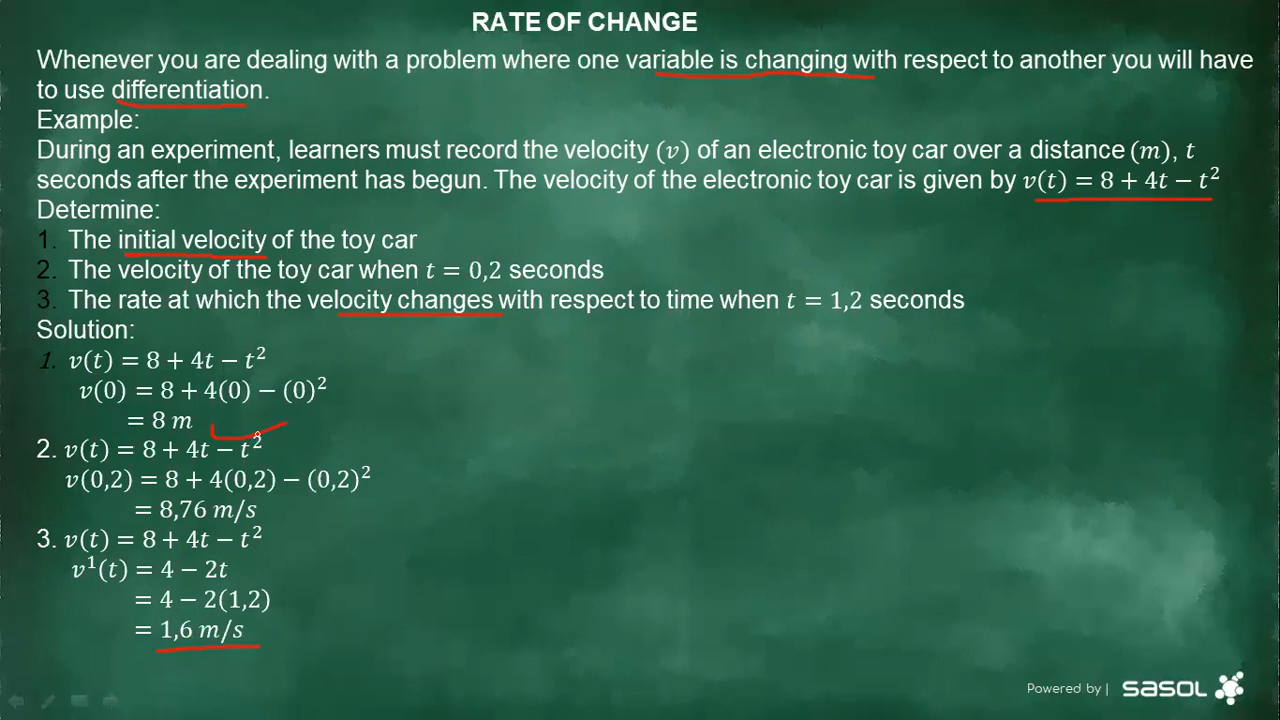 RATE OF CHANGE
Whenever you are dealing with a problem where one variable is changing with respect to another you will have
to use differentiation.
Example:
During an experiment, learners must record the velocity (v) of an electronic toy car over a distance (m), t
seconds after the experiment has begun. The velocity of the electronic toy car is given by v(t) = 8 + 4t − t²
Determine:
1. The initial velocity of the toy car
2. The velocity of the toy car when t = 0,2 seconds
3. The rate at which the velocity changes with respect to time when t = 1,2 seconds
Solution:
1. v(t) = 8 + 4t − t²
v(0) = 8 + 4(0) − (0)²
= 8 m
2. v(t) = 8 + 4t − t²
v(0,2) = 8 + 4(0,2) − (0,2)²
= 8,76 m/s
3. v(t) = 8 + 4t − t²
v¹(t) = 4 − 2t
= 4 − 2(1,2)
= 1,6 m/s
Powered by | sasol